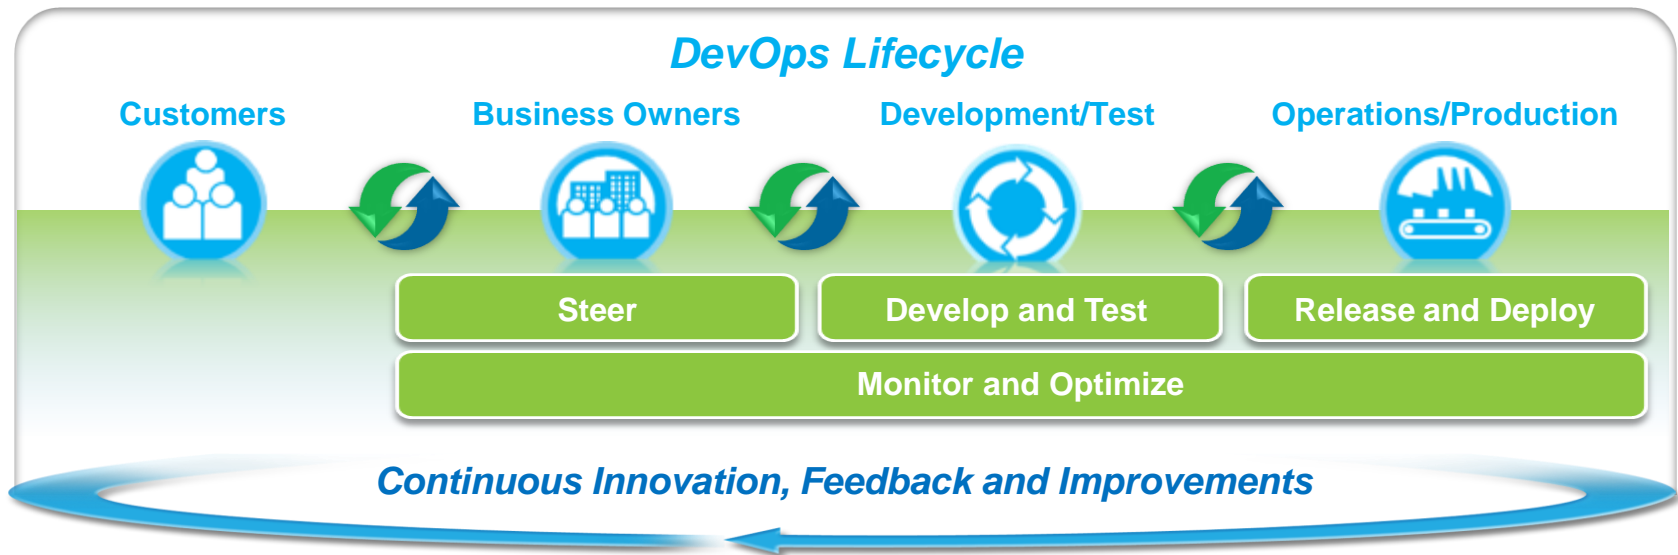 DevOps Lifecycle
Customers
Business Owners
Development/Test
Operations/Production
Steer
Develop and Test
Release and Deploy
Monitor and Optimize
Continuous Innovation, Feedback and Improvements